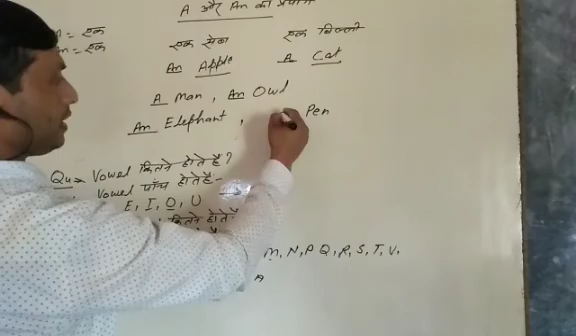 A और An का प्रयोग
A = एक
An = एक
एक सेब एक बिल्ली
An Apple A Cat
A man, An Owl
An Elephant, Pen
Qu Vowel कितने होते है?
Vowel पाँच होते है:-
E, I, O, U
कितने होते है
M, N, P Q, R, S, T, V,
A